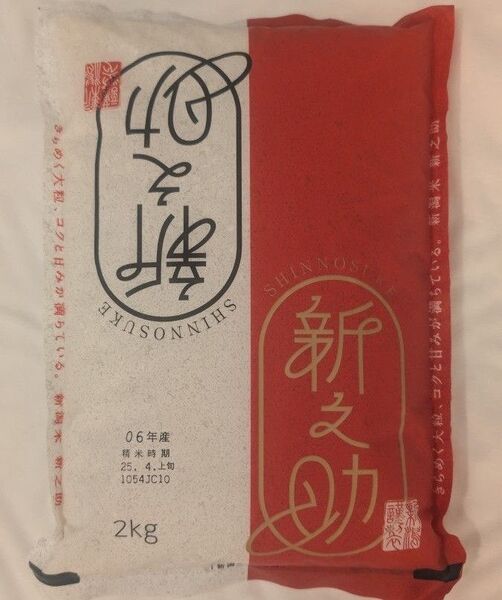 新之助
SHINNOSUKE
きらめく大粒、コクと甘みが満ちている。 新潟米 新之助
SHINNOSUKE
新之助
きらめく大粒、コクと甘みが満ちている。 新潟米 新之助
06年産
精米時期
25. 4.上旬
1054JC10
2kg